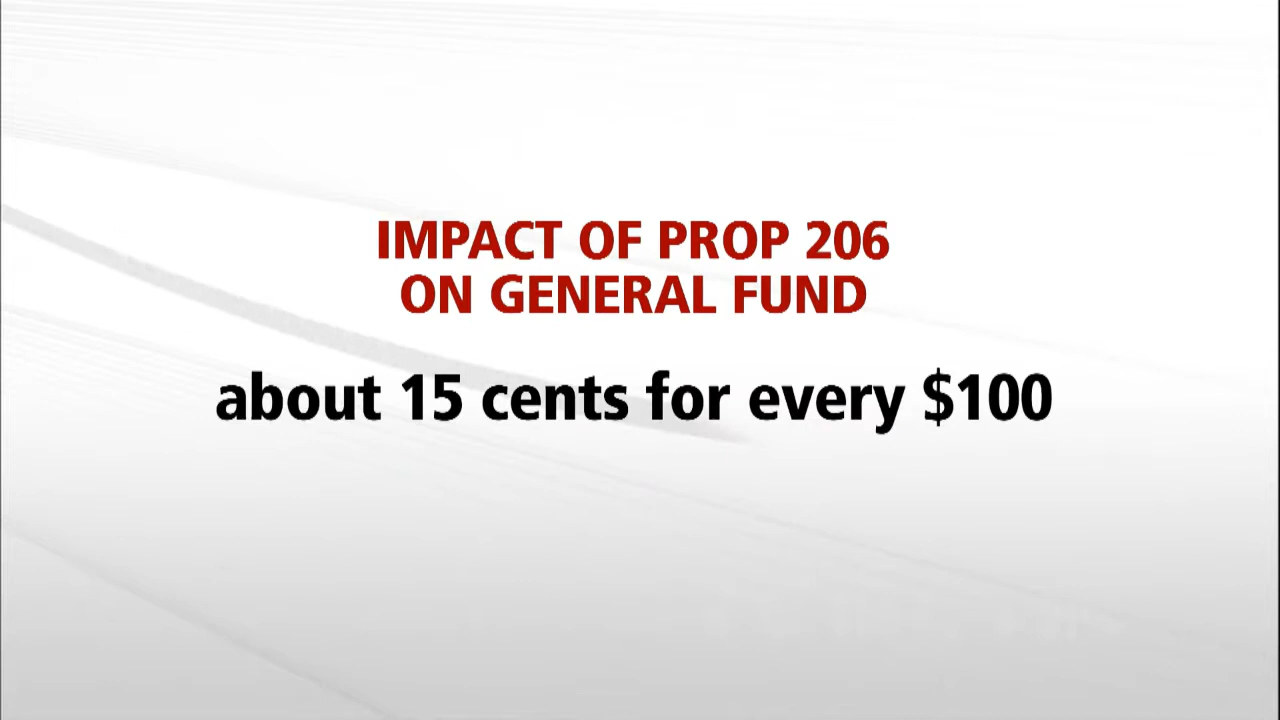 IMPACT OF PROP 206
ON GENERAL FUND
about 15 cents for every $100